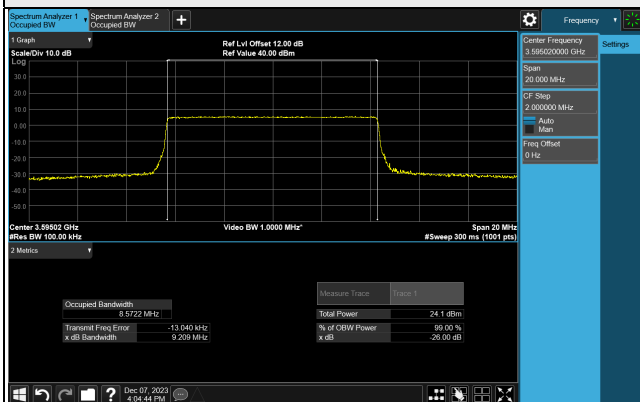 Spectrum Analyzer 1
Occupied BW
Spectrum Analyzer 2
Occupied BW
+
Frequency
1 Graph
Scale/Div 10.0 dB
Ref Lvl Offset 12.00 dB
Ref Value 40.00 dBm
Log
30.0
20.0
10.0
0.00
-10.0
-20.0
-30.0
-40.0
-50.0
Center 3.59502 GHz
#Res BW 100.00 kHz
Video BW 1.0000 MHz*
Span 20 MHz
#Sweep 300 ms (1001 pts)
Center Frequency
3.595020000 GHz
Settings
Span
20.000 MHz
CF Step
2.000000 MHz
Auto
Man
Freq Offset
0 Hz
2 Metrics
Measure Trace Trace 1
Occupied Bandwidth
8.5722 MHz
Total Power 24.1 dBm
Transmit Freq Error -13.040 kHz
% of OBW Power 99.00 %
x dB Bandwidth 9.209 MHz
x dB -26.00 dB
?
Dec 07, 2023
4:04:44 PM